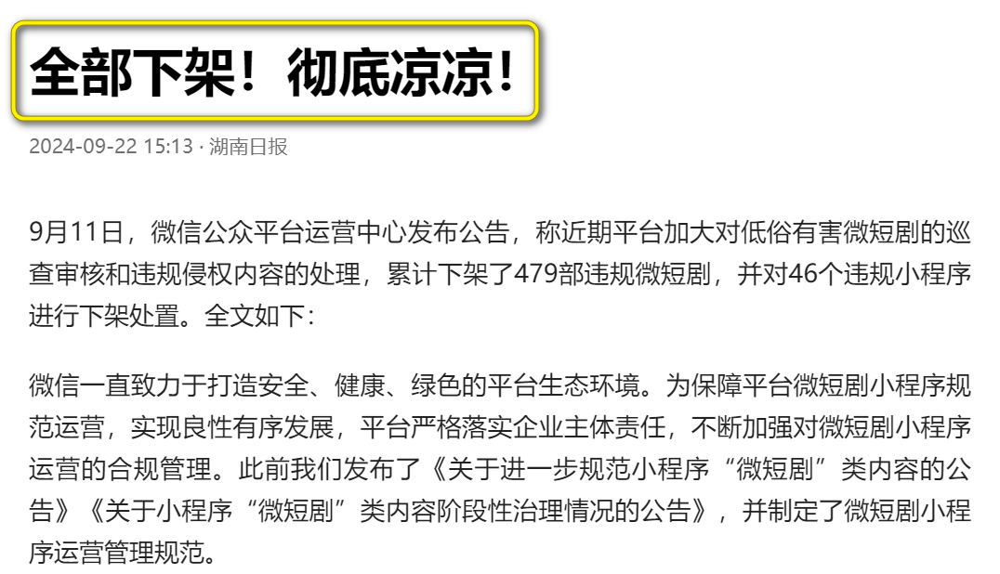 全部下架！彻底凉凉！
2024-09-22 15:13 · 湖南日报
9月11日，微信公众平台运营中心发布公告，称近期平台加大对低俗有害微短剧的巡
查审核和违规侵权内容的处理，累计下架了479部违规微短剧，并对46个违规小程序
进行下架处置。全文如下：
微信一直致力于打造安全、健康、绿色的平台生态环境。为保障平台微短剧小程序规
范运营，实现良性有序发展，平台严格落实企业主体责任，不断加强对微短剧小程序
运营的合规管理。此前我们发布了《关于进一步规范小程序“微短剧”类内容的公
告》《关于小程序“微短剧”类内容阶段性治理情况的公告》，并制定了微短剧小程
序运营管理规范。